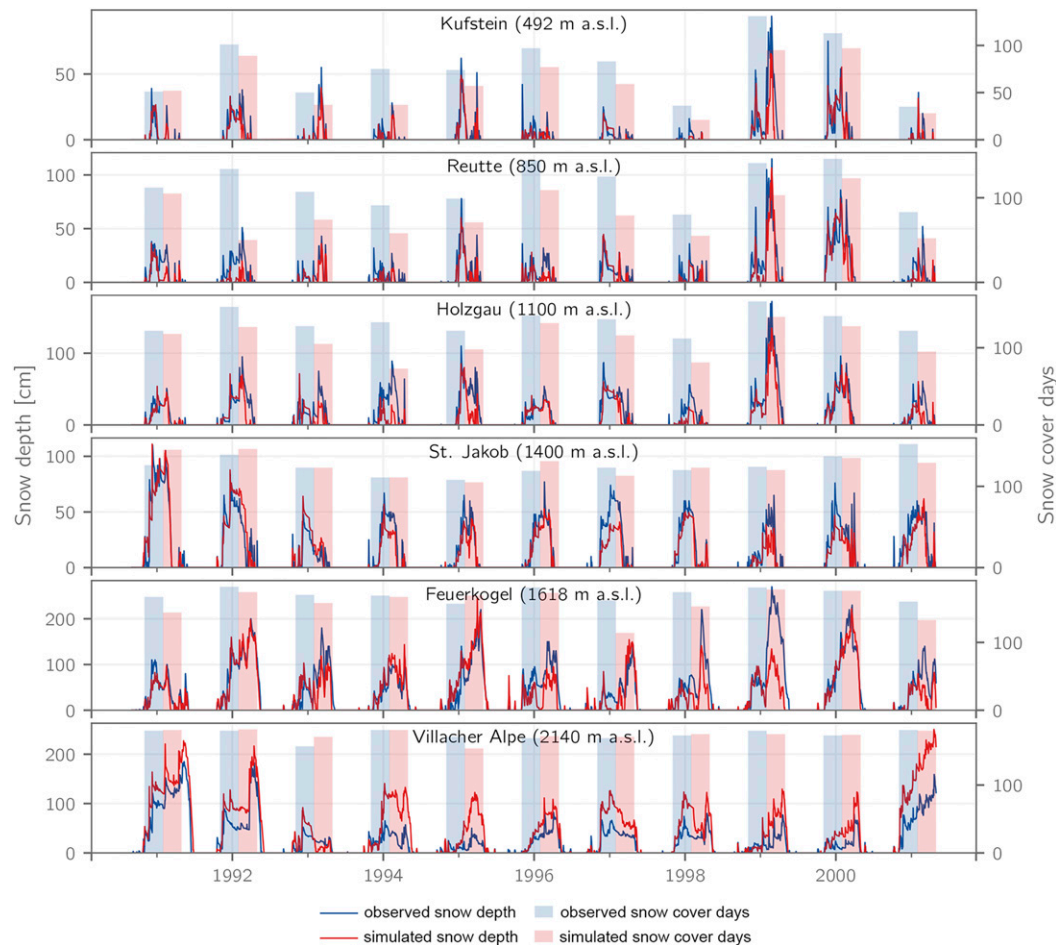 Kufstein (492 m a.s.l.)
50
0
100
50
0
Reutte (850 m a.s.l.)
100
50
0
100
0
Holzgau (1100 m a.s.l.)
100
0
100
0
St. Jakob (1400 m a.s.l.)
100
50
0
100
0
Feuerkogel (1618 m a.s.l.)
200
100
0
100
0
Villacher Alpe (2140 m a.s.l.)
200
100
0
100
0
Snow depth [cm]
Snow cover days
1992
1994
1996
1998
2000
observed snow depth
observed snow cover days
simulated snow depth
simulated snow cover days